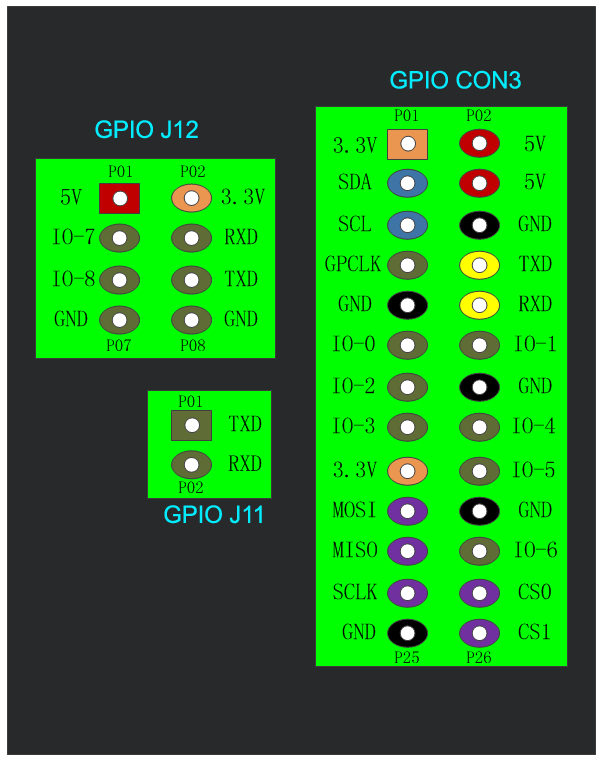 GPIO J12
P01 P02
5V 3.3V
IO-7 RXD
IO-8 TXD
GND GND
P07 P08
P01
TXD
RXD
P02
GPIO J11
GPIO CON3
P01 P02
3.3V 5V
SDA 5V
SCL GND
GPCLK TXD
GND RXD
IO-0 IO-1
IO-2 GND
IO-3 IO-4
3.3V IO-5
MOSI GND
MISO IO-6
SCLK CS0
GND CS1
P25 P26